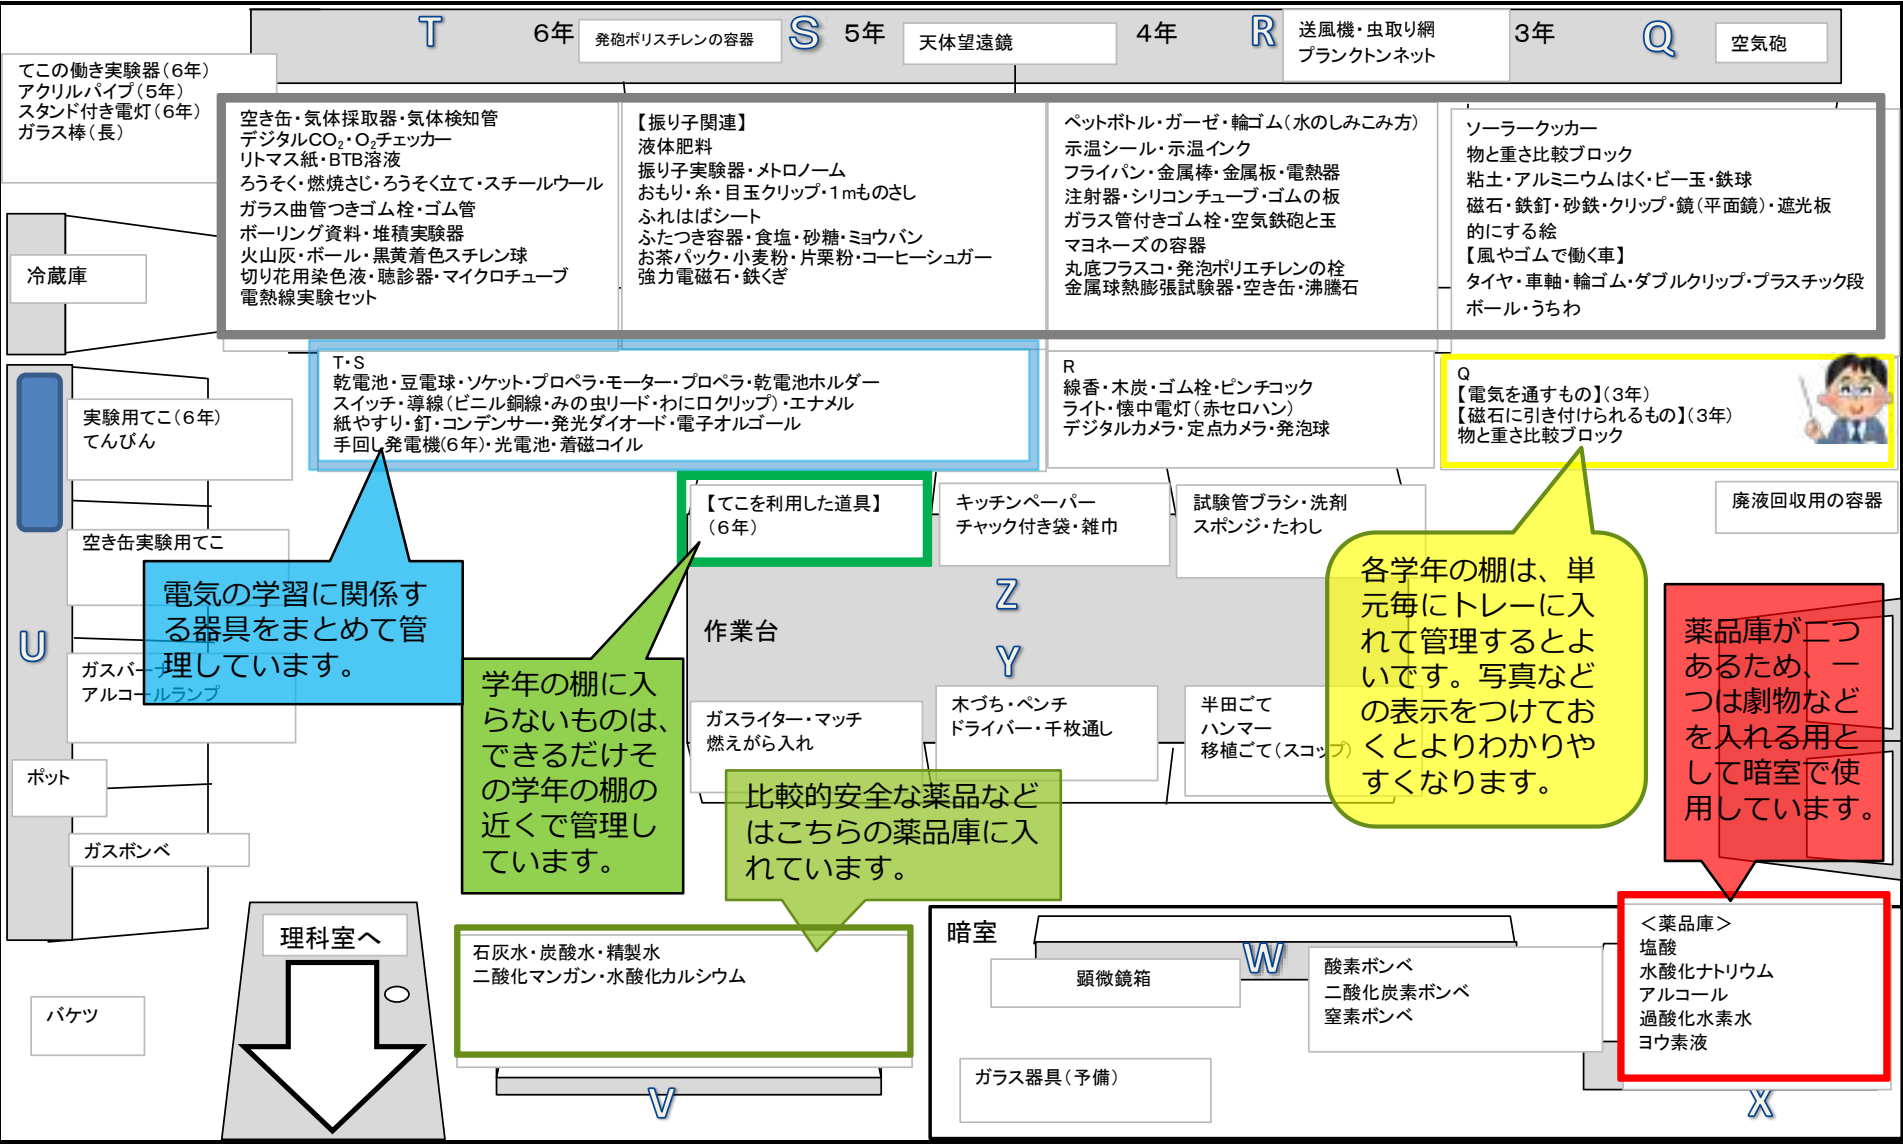 T
6年
発砲ポリスチレンの容器
S
5年
天体望遠鏡
4年
R
送風機・虫取り網
プランクトンネット
3年
Q
空気砲
てこの働き実験器(6年)
アクリルパイプ(5年)
スタンド付き電灯(6年)
ガラス棒(長)
空き缶・気体採取器・気体検知管
デジタルCO₂・O₂チェッカー
リトマス紙・BTB溶液
ろうそく・燃焼さじ・ろうそく立て・スチールウール
ガラス曲管つきゴム栓・ゴム管
ボーリング資料・堆積実験器
火山灰・ボール・黒黄着色スチレン球
切り花用染色液・聴診器・マイクロチューブ
電熱線実験セット
【振り子関連】
液体肥料
振り子実験器・メトロノーム
おもり・糸・目玉クリップ・1mものさし
ふれはばシート
ふたつき容器・食塩・砂糖・ミョウバン
お茶パック・小麦粉・片栗粉・コーヒーシュガー
強力電磁石・鉄くぎ
ペットボトル・ガーゼ・輪ゴム(水のしみこみ方)
示温シール・示温インク
フライパン・金属棒・金属板・電熱器
注射器・シリコンチューブ・ゴムの板
ガラス管付きゴム栓・空気鉄砲と玉
マヨネーズの容器
丸底フラスコ・発泡ポリエチレンの栓
金属球熱膨張試験器・空き缶・沸騰石
ソーラークッカー
物と重さ比較ブロック
粘土・アルミニウムはく・ビー玉・鉄球
磁石・鉄釘・砂鉄・クリップ・鏡(平面鏡)・遮光板
的にする絵
【風やゴムで働く車】
タイヤ・車軸・輪ゴム・ダブルクリップ・プラスチック段
ボール・うちわ
冷蔵庫
T・S
乾電池・豆電球・ソケット・プロペラ・モーター・プロペラ・乾電池ホルダー
スイッチ・導線(ビニル銅線・みの虫リード・わに口クリップ)・エナメル
紙やすり・釘・コンデンサー・発光ダイオード・電子オルゴール
手回し発電機(6年)・光電池・着磁コイル
R
線香・木炭・ゴム栓・ピンチコック
ライト・懐中電灯(赤セロハン)
デジタルカメラ・定点カメラ・発泡球
Q
【電気を通すもの】(3年)
【磁石に引き付けられるもの】(3年)
物と重さ比較ブロック
実験用てこ(6年)
てんびん
空き缶実験用てこ
U
ガスバーナ
アルコールランプ
ポット
ガスボンベ
電気の学習に関係す
る器具をまとめて管
理しています。
【てこを利用した道具】
(6年)
キッチンペーパー
チャック付き袋・雑巾
試験管ブラシ・洗剤
スポンジ・たわし
廃液回収用の容器
Z
作業台
Y
学年の棚に入
らないものは、
できるだけそ
の学年の棚の
近くで管理し
ています。
各学年の棚は、単
元毎にトレーに入
れて管理するとよ
いです。写真など
の表示をつけてお
くとよりわかりや
すくなります。
薬品庫が二つ
あるため、一
つは劇物など
を入れる用と
して暗室で使
用しています。
ガスライター・マッチ
燃えがら入れ
木づち・ペンチ
ドライバー・千枚通し
半田ごて
ハンマー
移植ごて(スコップ)
比較的安全な薬品など
はこちらの薬品庫に入
れています。
理科室へ
バケツ
石灰水・炭酸水・精製水
二酸化マンガン・水酸化カルシウム
V
暗室
顕微鏡箱
W
酸素ボンベ
二酸化炭素ボンベ
窒素ボンベ
ガラス器具(予備)
<薬品庫>
塩酸
水酸化ナトリウム
アルコール
過酸化水素水
ヨウ素液
X